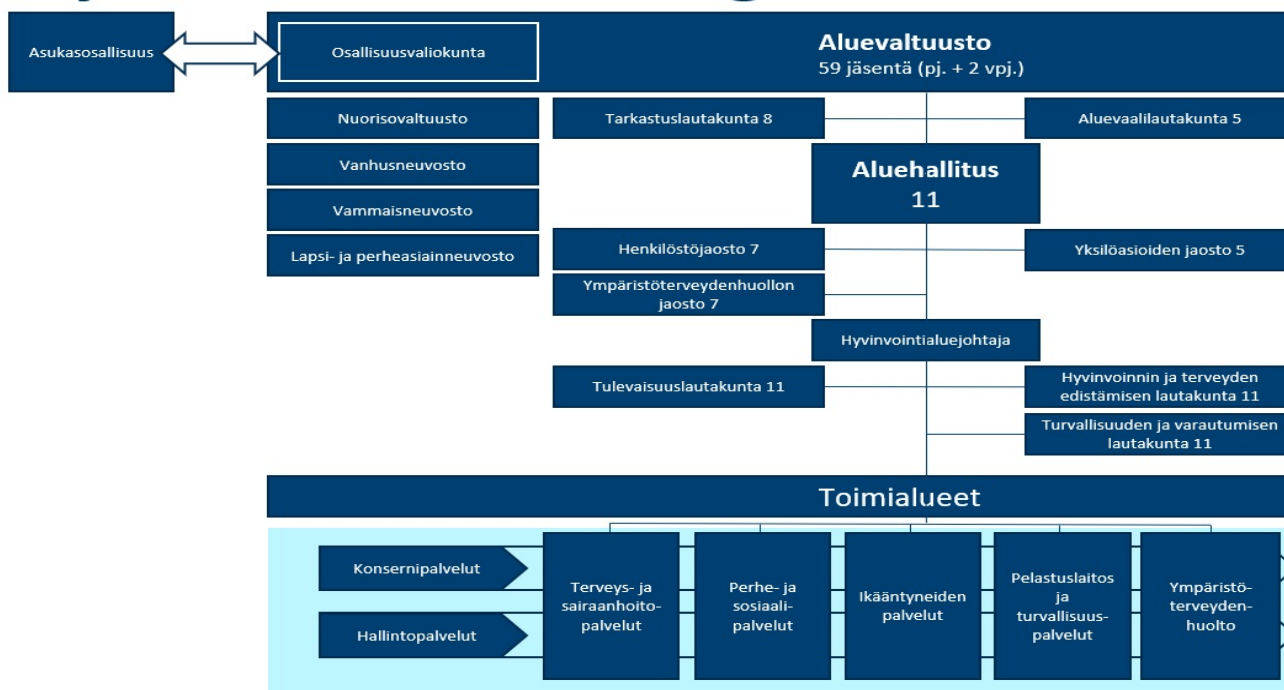 Asukasosallisuus
Osallisuusvaliokunta
Aluevaltuusto
59 jäsentä (pj. + 2 vpj.)
Nuorisovaltuusto
Tarkastuslautakunta 8
Aluevaalilautakunta 5
Vanhusneuvosto
Aluehallitus
11
Vammaisneuvosto
Lapsi- ja perheasiainneuvosto
Henkilöstöjaosto 7
Yksilöasioiden jaosto 5
Ympäristöterveydenhuollon
jaosto 7
Hyvinvointialuejohtaja
Tulevaisuuslautakunta 11
Hyvinvoinnin ja terveyden
edistämisen lautakunta 11
Turvallisuuden ja varautumisen
lautakunta 11
Toimialueet
Konsernipalvelut
Hallintopalvelut
Terveys- ja
sairaanhoito-
palvelut
Perhe- ja
sosiaali-
palvelut
Ikääntyneiden
palvelut
Pelastuslaitos
ja
turvallisuus-
palvelut
Ympäristö-
terveyden-
huolto